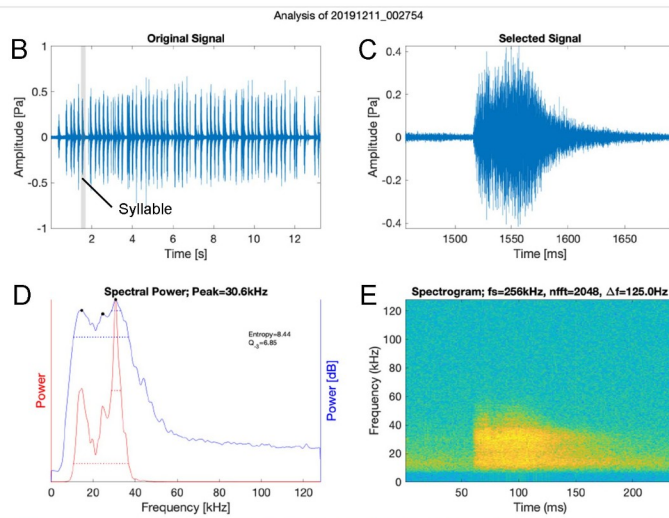 Analysis of 20191211_002754
B
Original Signal
Amplitude [Pa]
1
0.5
0
-0.5
-1
Syllable
2 4 6 8 10 12
Time [s]
C
Selected Signal
Amplitude [Pa]
0.4
0.2
0
-0.2
-0.4
1500 1550 1600 1650
Time [ms]
D
Spectral Power; Peak=30.6kHz
Entropy=8.44
Q-3=6.85
Power
Power [dB]
0 20 40 60 80 100 120
Frequency [kHz]
E
Spectrogram; fs=256kHz, nfft=2048, Δf=125.0Hz
Frequency (kHz)
120
100
80
60
40
20
0
50 100 150 200
Time (ms)